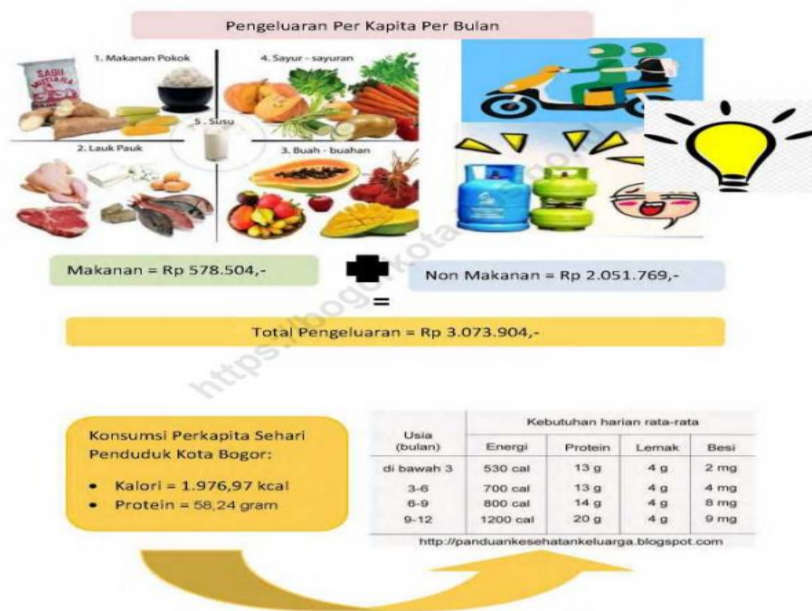 Pengeluaran Per Kapita Per Bulan
1. Makanan Pokok
4. Sayur - sayuran
SAGU
MUTIARA
5 . Susu
2. Lauk Pauk
3. Buah - buahan
Makanan = Rp 578.504,-
Non Makanan = Rp 2.051.769,-
=
Total Pengeluaran = Rp 3.073.904,-
https://bogorkota
Konsumsi Perkapita Sehari
Penduduk Kota Bogor:
• Kalori = 1.976,97 kcal
• Protein = 58,24 gram
Usia
(bulan)
Kebutuhan harian rata-rata
Energi Protein Lemak Besi
di bawah 3 530 cal 13 g 4 g 2 mg
3-6 700 cal 13 g 4 g 4 mg
6-9 800 cal 14 g 4 g 8 mg
9-12 1200 cal 20 g 4 g 9 mg
http://panduankesehatankeluarga.blogspot.com